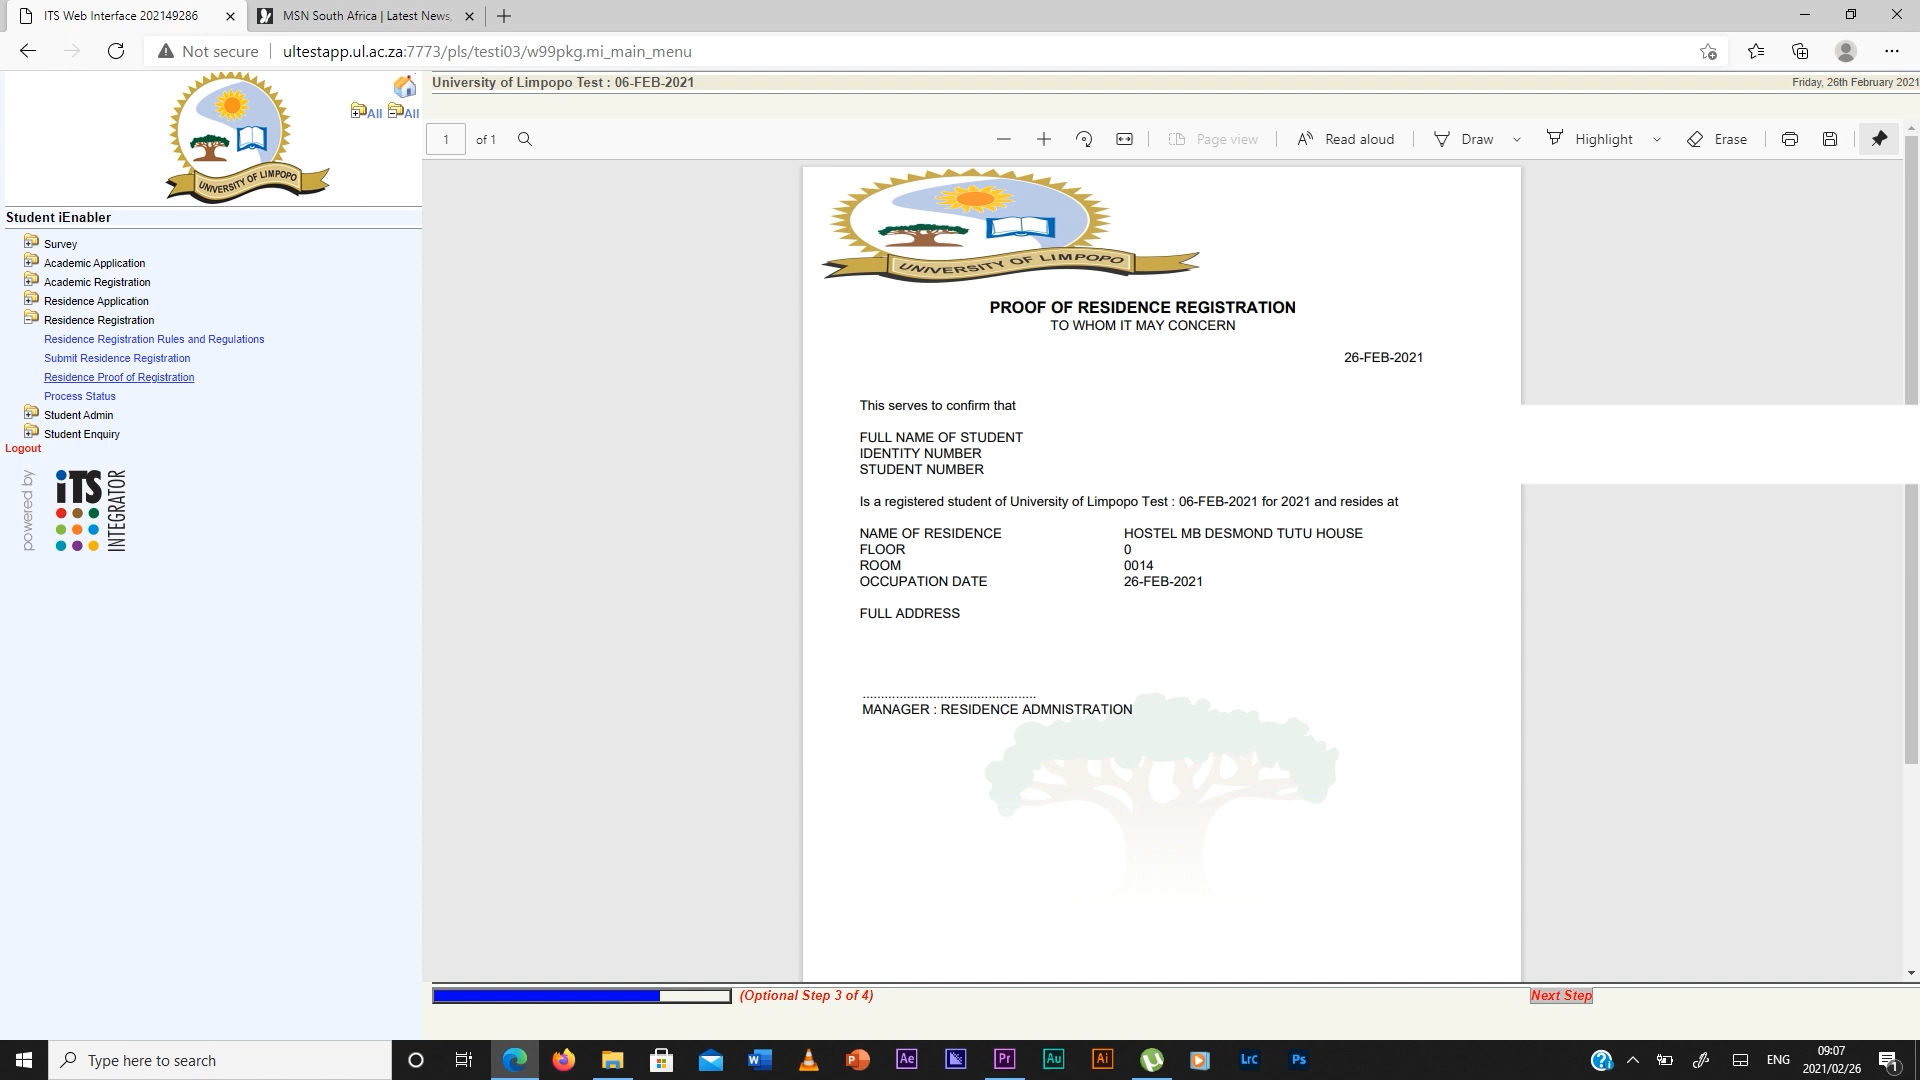 ITS Web Interface 202149286
MSN South Africa | Latest News,
Not secure
ultestapp.ul.ac.za:7773/pls/testi03/w99pkg.mi_main_menu
UNIVERSITY OF LIMPOPO
All All
Student iEnabler
Survey
Academic Application
Academic Registration
Residence Application
Residence Registration
Residence Registration Rules and Regulations
Submit Residence Registration
Residence Proof of Registration
Process Status
Student Admin
Student Enquiry
Logout
powered by
iTS
INTEGRATOR
University of Limpopo Test : 06-FEB-2021
Friday, 26th February 2021
1 of 1
Page view
Read aloud
Draw
Highlight
Erase
UNIVERSITY OF LIMPOPO
PROOF OF RESIDENCE REGISTRATION
TO WHOM IT MAY CONCERN
26-FEB-2021
This serves to confirm that
FULL NAME OF STUDENT
IDENTITY NUMBER
STUDENT NUMBER
Is a registered student of University of Limpopo Test : 06-FEB-2021 for 2021 and resides at
NAME OF RESIDENCE HOSTEL MB DESMOND TUTU HOUSE
FLOOR 0
ROOM 0014
OCCUPATION DATE 26-FEB-2021
FULL ADDRESS
................................................
MANAGER : RESIDENCE ADMNISTRATION
(Optional Step 3 of 4)
Next Step
Type here to search
Ae
Pr
Au
Ai
Lrc
Ps
ENG
09:07
2021/02/26
1